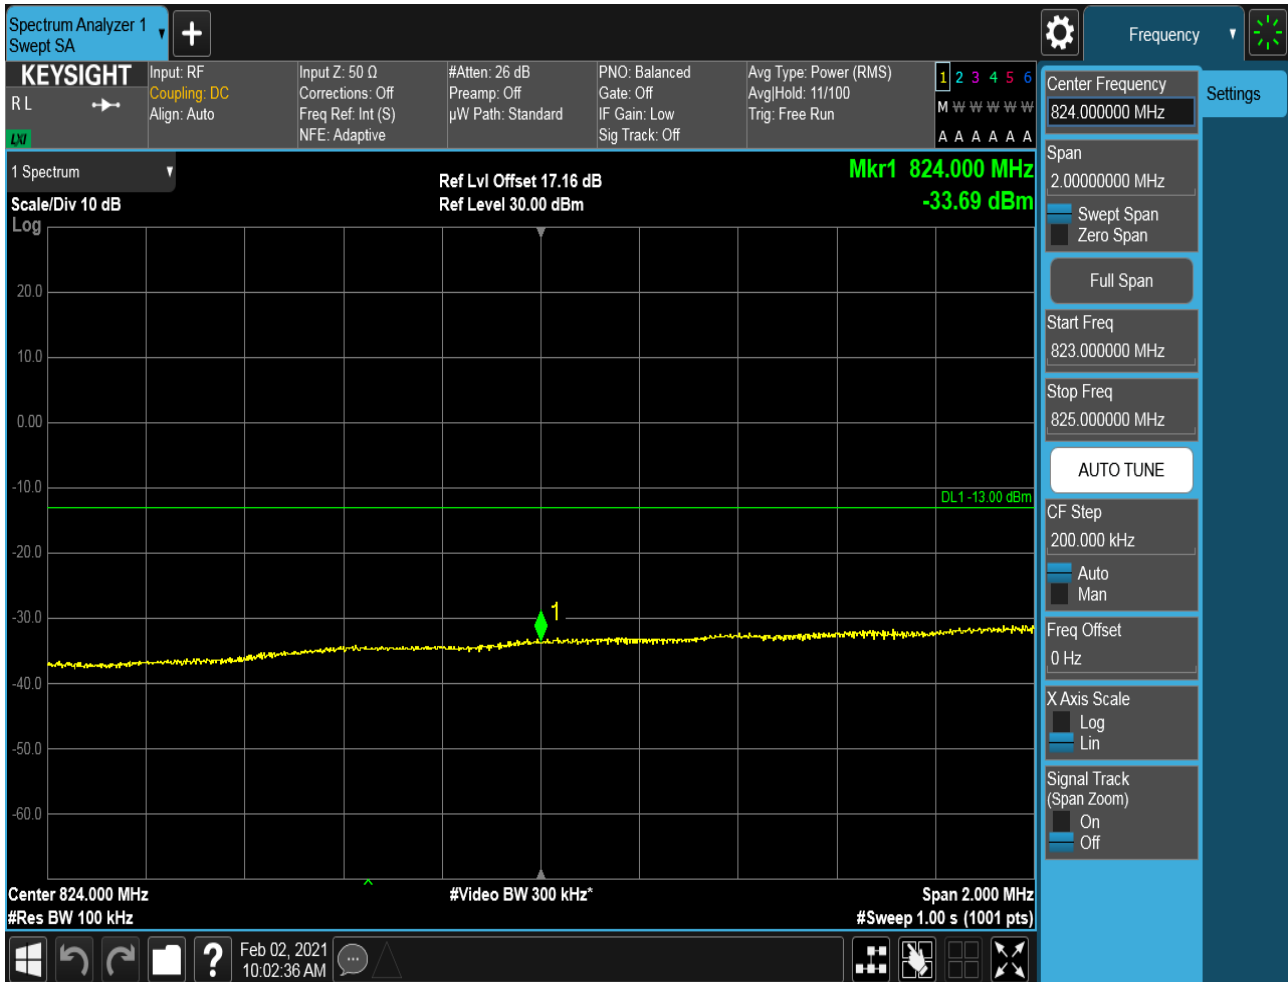 Spectrum Analyzer 1
Swept SA
Frequency
KEYSIGHT
R L
LXI
Input: RF
Coupling: DC
Align: Auto
Input Z: 50 Ω
Corrections: Off
Freq Ref: Int (S)
NFE: Adaptive
#Atten: 26 dB
Preamp: Off
µW Path: Standard
PNO: Balanced
Gate: Off
IF Gain: Low
Sig Track: Off
Avg Type: Power (RMS)
Avg|Hold: 11/100
Trig: Free Run
1 2 3 4 5 6
M W W W W W
A A A A A A
1 Spectrum
Scale/Div 10 dB
Log
Ref Lvl Offset 17.16 dB
Ref Level 30.00 dBm
Mkr1 824.000 MHz
-33.69 dBm
20.0
10.0
0.00
-10.0
DL1 -13.00 dBm
-20.0
-30.0
1
-40.0
-50.0
-60.0
Center 824.000 MHz
#Video BW 300 kHz*
Span 2.000 MHz
#Res BW 100 kHz
#Sweep 1.00 s (1001 pts)
Center Frequency
824.000000 MHz
Settings
Span
2.00000000 MHz
Swept Span
Zero Span
Full Span
Start Freq
823.000000 MHz
Stop Freq
825.000000 MHz
AUTO TUNE
CF Step
200.000 kHz
Auto
Man
Freq Offset
0 Hz
X Axis Scale
Log
Lin
Signal Track
(Span Zoom)
On
Off
?
Feb 02, 2021
10:02:36 AM